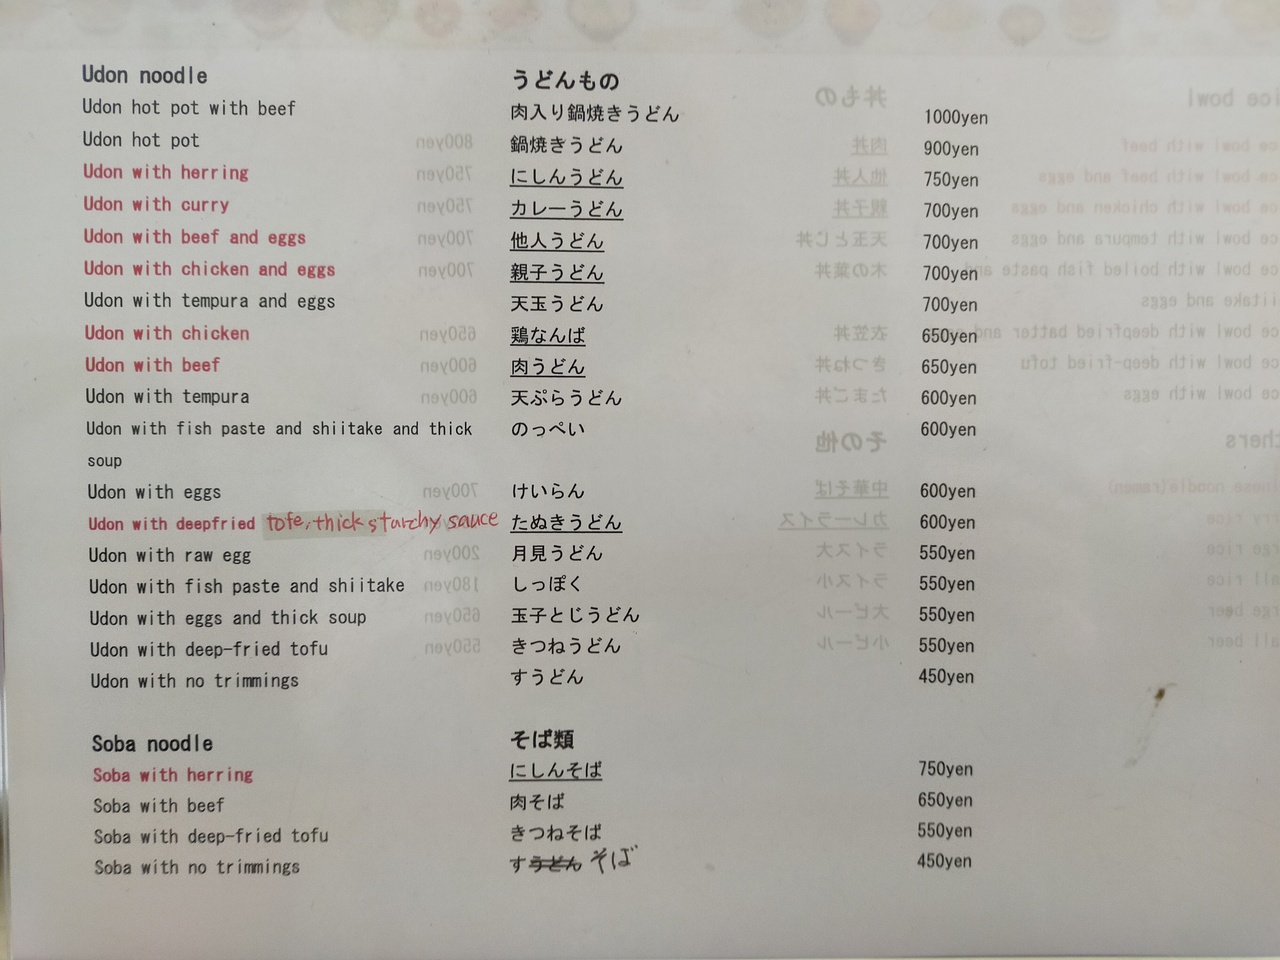 Udon noodle うどんもの
Udon hot pot with beef 肉入り鍋焼きうどん 1000yen
Udon hot pot 鍋焼きうどん 900yen
Udon with herring にしんうどん 750yen
Udon with curry カレーうどん 700yen
Udon with beef and eggs 他人うどん 700yen
Udon with chicken and eggs 親子うどん 700yen
Udon with tempura and eggs 天玉うどん 700yen
Udon with chicken 鶏なんば 650yen
Udon with beef 肉うどん 650yen
Udon with tempura 天ぷらうどん 600yen
Udon with fish paste and shiitake and thick のっぺい 600yen
soup
Udon with eggs けいらん 600yen
Udon with deepfried tofe, thick starchy sauce たぬきうどん 600yen
Udon with raw egg 月見うどん 550yen
Udon with fish paste and shiitake しっぽく 550yen
Udon with eggs and thick soup 玉子とじうどん 550yen
Udon with deep-fried tofu きつねうどん 550yen
Udon with no trimmings すうどん 450yen
Soba noodle そば類
Soba with herring にしんそば 750yen
Soba with beef 肉そば 650yen
Soba with deep-fried tofu きつねそば 550yen
Soba with no trimmings すうどん そば 450yen